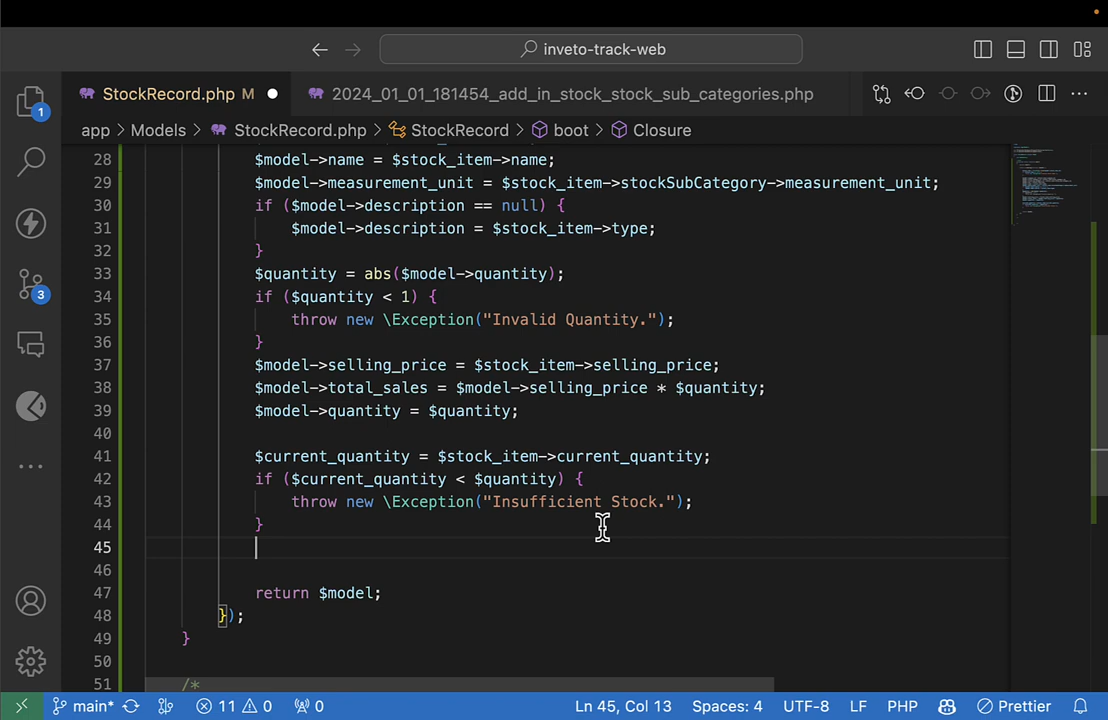 inveto-track-web
StockRecord.php M
2024_01_01_181454_add_in_stock_stock_sub_categories.php
app > Models > StockRecord.php > StockRecord > boot > Closure
28 $model->name = $stock_item->name;
29 $model->measurement_unit = $stock_item->stockSubCategory->measurement_unit;
30 if ($model->description == null) {
31 $model->description = $stock_item->type;
32 }
33 $quantity = abs($model->quantity);
34 if ($quantity < 1) {
35 throw new \Exception("Invalid Quantity.");
36 }
37 $model->selling_price = $stock_item->selling_price;
38 $model->total_sales = $model->selling_price * $quantity;
39 $model->quantity = $quantity;
40
41 $current_quantity = $stock_item->current_quantity;
42 if ($current_quantity < $quantity) {
43 throw new \Exception("Insufficient Stock.");
44 }
45
46
47 return $model;
48 });
49 }
50
51 /*
1
3
main* 11 0 0 Ln 45, Col 13 Spaces: 4 UTF-8 LF PHP Prettier